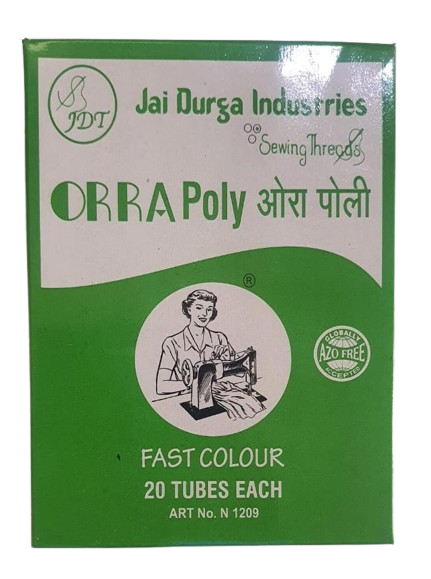 JDT
Jai Durga Industries
Sewing Threads
ORRA Poly ओरा पोली
®
GLOBALLY
AZO FREE
ACCEPTED
FAST COLOUR
20 TUBES EACH
ART No. N 1209